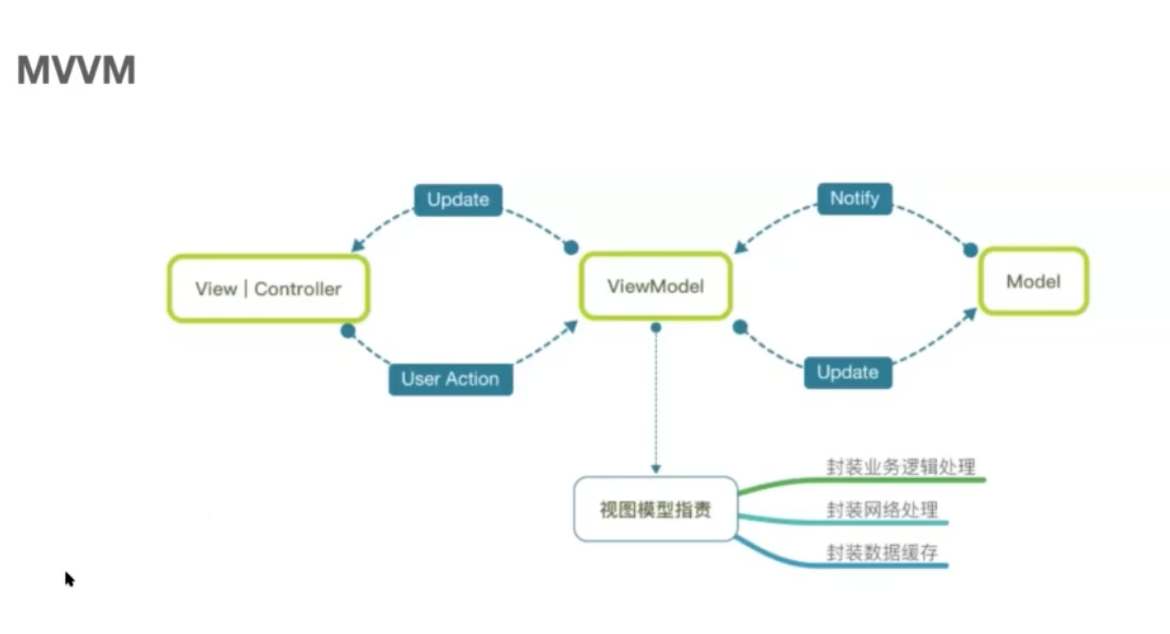 MVVM
Update
Notify
View | Controller
ViewModel
Model
User Action
Update
视图模型指责
封装业务逻辑处理
封装网络处理
封装数据缓存